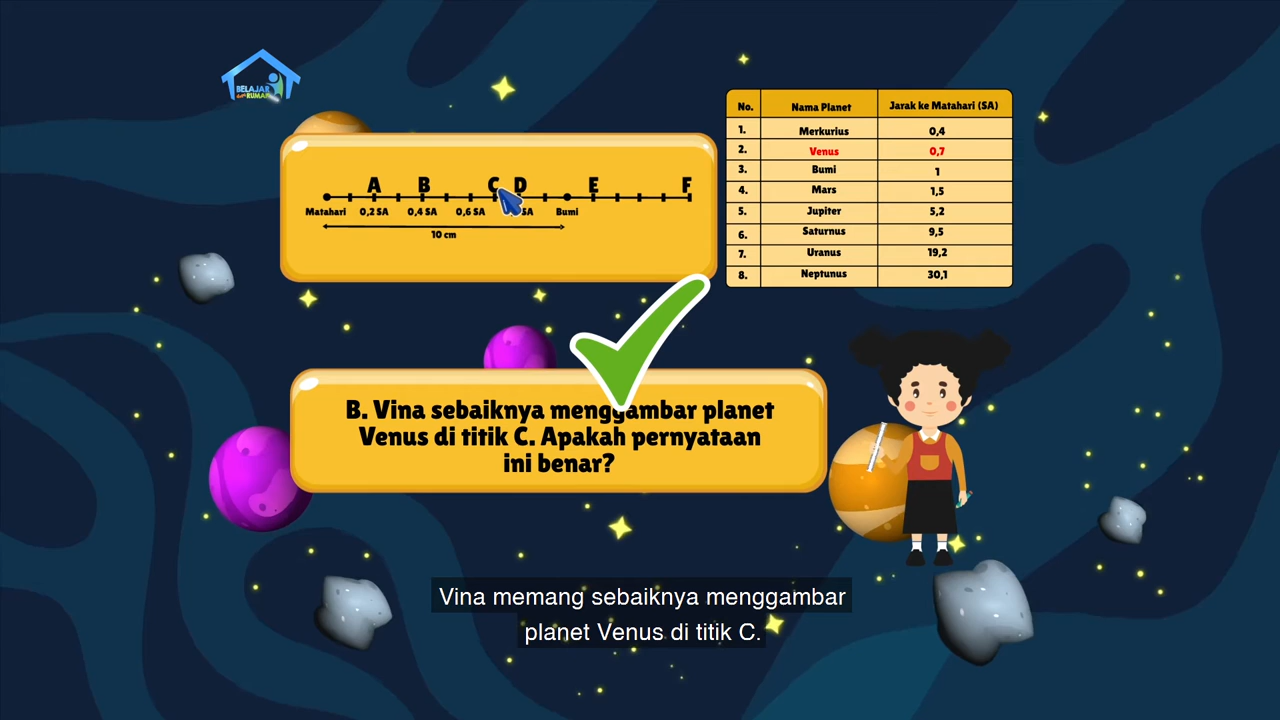 BELAJAR
RUMAH
A B C D E F
Matahari 0,2 SA 0,4 SA 0,6 SA SA Bumi
10 cm
No. Nama Planet Jarak ke Matahari (SA)
1. Merkurius 0,4
2. Venus 0,7
3. Bumi 1
4. Mars 1,5
5. Jupiter 5,2
6. Saturnus 9,5
7. Uranus 19,2
8. Neptunus 30,1
B. Vina sebaiknya menggambar planet
Venus di titik C. Apakah pernyataan
ini benar?
Vina memang sebaiknya menggambar
planet Venus di titik C.